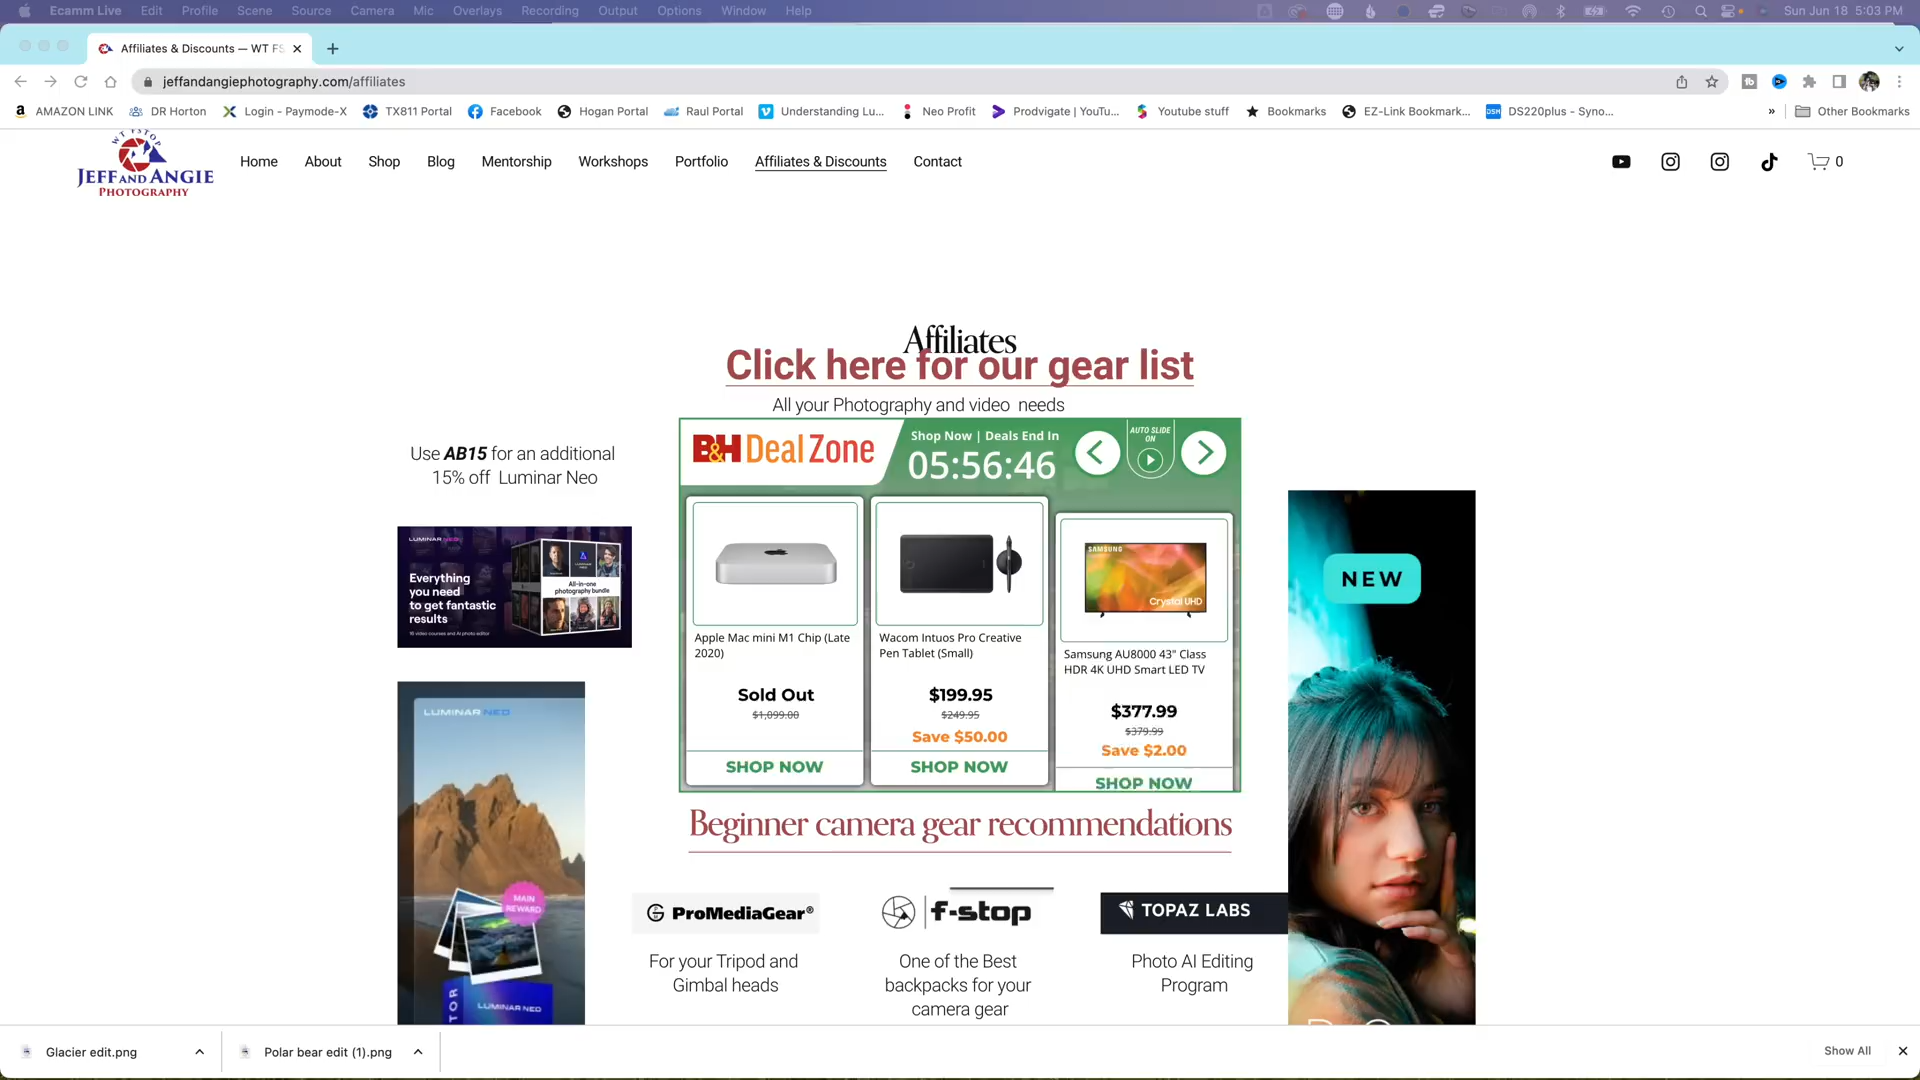 Ecamm Live Edit Profile Scene Source Camera Mic Overlays Recording Output Options Window Help Sun Jun 18 5:03 PM
Affiliates & Discounts — WT FS
jeffandangiephotography.com/affiliates
AMAZON LINK DR Horton Login - Paymode-X TX811 Portal Facebook Hogan Portal Raul Portal Understanding Lu... Neo Profit Prodvigate | YouTu... Youtube stuff Bookmarks EZ-Link Bookmark... DS220plus - Syno... » Other Bookmarks
WT FSTOP
JEFF AND ANGIE
PHOTOGRAPHY
Home About Shop Blog Mentorship Workshops Portfolio Affiliates & Discounts Contact 0
Affiliates
Click here for our gear list
All your Photography and video needs
Use AB15 for an additional
15% off Luminar Neo
LUMINAR NEO
Everything
you need
to get fantastic
results
16 video courses and AI photo editor
All-in-one
photography bundle
LUMINAR NEO
MAIN
REWARD
LUMINAR NEO
TOR
B&H Deal Zone
Shop Now | Deals End In
05:56:46
AUTO SLIDE
ON
Apple Mac mini M1 Chip (Late
2020)
Sold Out
$1,099.00
SHOP NOW
Wacom Intuos Pro Creative
Pen Tablet (Small)
$199.95
$249.95
Save $50.00
SHOP NOW
SAMSUNG
Crystal UHD
Samsung AU8000 43" Class
HDR 4K UHD Smart LED TV
$377.99
$379.99
Save $2.00
SHOP NOW
Beginner camera gear recommendations
ProMediaGear®
For your Tripod and
Gimbal heads
f-stop
One of the Best
backpacks for your
camera gear
TOPAZ LABS
Photo AI Editing
Program
NEW
Glacier edit.png Polar bear edit (1).png Show All